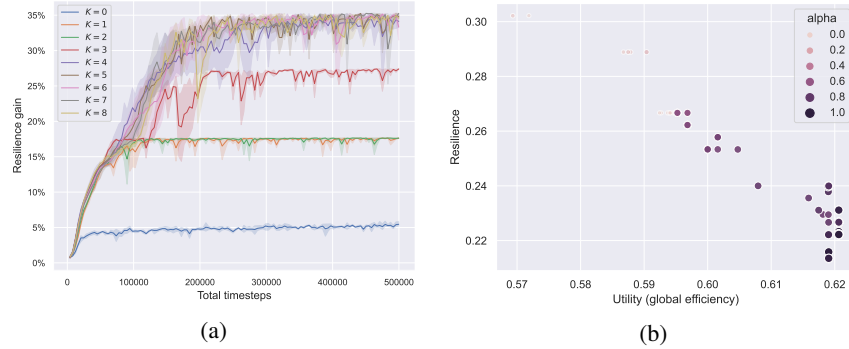 35%
30%
25%
20%
15%
10%
5%
0%
Resilience gain
K = 0
K = 1
K = 2
K = 3
K = 4
K = 5
K = 6
K = 7
K = 8
0 100000 200000 300000 400000 500000
Total timesteps
(a)
0.30
0.28
0.26
0.24
0.22
Resilience
alpha
0.0
0.2
0.4
0.6
0.8
1.0
0.57 0.58 0.59 0.60 0.61 0.62
Utility (global efficiency)
(b)